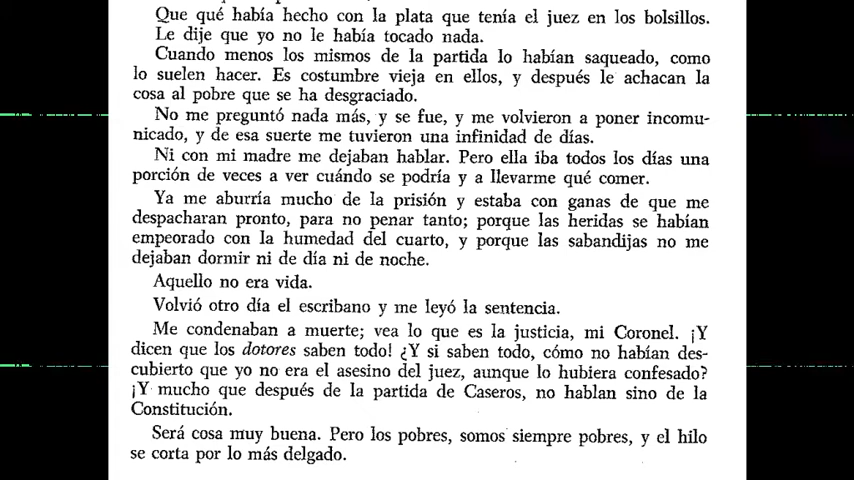 Que qué había hecho con la plata que tenía el juez en los bolsillos.
Le dije que yo no le había tocado nada.
Cuando menos los mismos de la partida lo habían saqueado, como
lo suelen hacer. Es costumbre vieja en ellos, y después le achacan la
cosa al pobre que se ha desgraciado.
No me preguntó nada más, y se fue, y me volvieron a poner incomu-
nicado, y de esa suerte me tuvieron una infinidad de días.
Ni con mi madre me dejaban hablar. Pero ella iba todos los días una
porción de veces a ver cuándo se podría y a llevarme qué comer.
Ya me aburría mucho de la prisión y estaba con ganas de que me
despacharan pronto, para no penar tanto; porque las heridas se habían
empeorado con la humedad del cuarto, y porque las sabandijas no me
dejaban dormir ni de día ni de noche.
Aquello no era vida.
Volvió otro día el escribano y me leyó la sentencia.
Me condenaban a muerte; vea lo que es la justicia, mi Coronel. ¡Y
dicen que los dotores saben todo! ¿Y si saben todo, cómo no habían des-
cubierto que yo no era el asesino del juez, aunque lo hubiera confesado?
¡Y mucho que después de la partida de Caseros, no hablan sino de la
Constitución.
Será cosa muy buena. Pero los pobres, somos siempre pobres, y el hilo
se corta por lo más delgado.